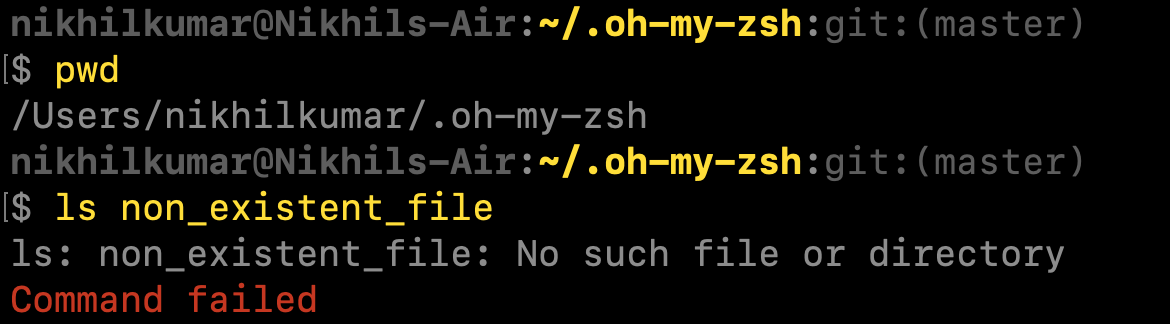 nikhilkumar@Nikhils-Air:~/.oh-my-zsh:git:(master)
[$ pwd
/Users/nikhilkumar/.oh-my-zsh
nikhilkumar@Nikhils-Air:~/.oh-my-zsh:git:(master)
[$ ls non_existent_file
ls: non_existent_file: No such file or directory
Command failed